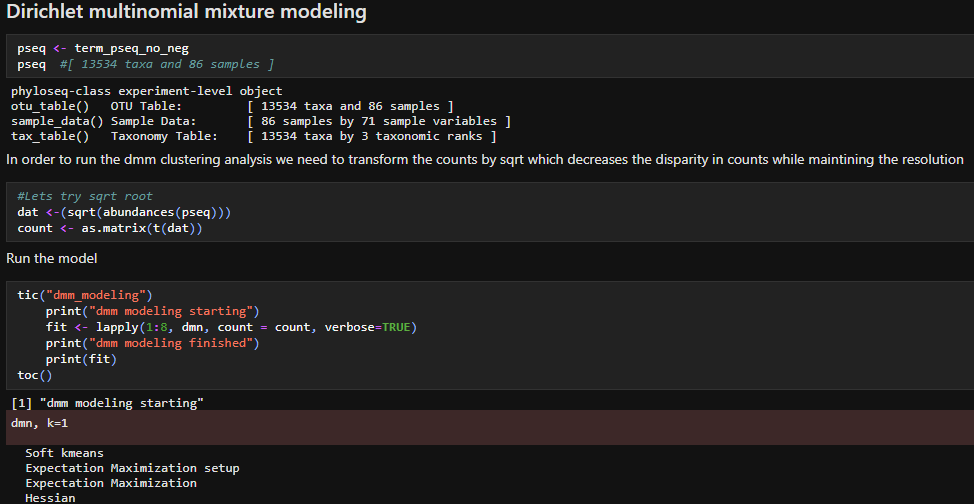 Dirichlet multinomial mixture modeling
pseq <- term_pseq_no_neg
pseq  #[ 13534 taxa and 86 samples ]
phyloseq-class experiment-level object
otu_table()   OTU Table:         [ 13534 taxa and 86 samples ]
sample_data() Sample Data:       [ 86 samples by 71 sample variables ]
tax_table()   Taxonomy Table:    [ 13534 taxa by 3 taxonomic ranks ]
In order to run the dmm clustering analysis we need to transform the counts by sqrt which decreases the disparity in counts while maintining the resolution
#Lets try sqrt root
dat <-(sqrt(abundances(pseq)))
count <- as.matrix(t(dat))
Run the model
tic("dmm_modeling")
    print("dmm modeling starting")
    fit <- lapply(1:8, dmn, count = count, verbose=TRUE)
    print("dmm modeling finished")
    print(fit)
toc()
[1] "dmm modeling starting"
dmn, k=1
  Soft kmeans
  Expectation Maximization setup
  Expectation Maximization
  Hessian